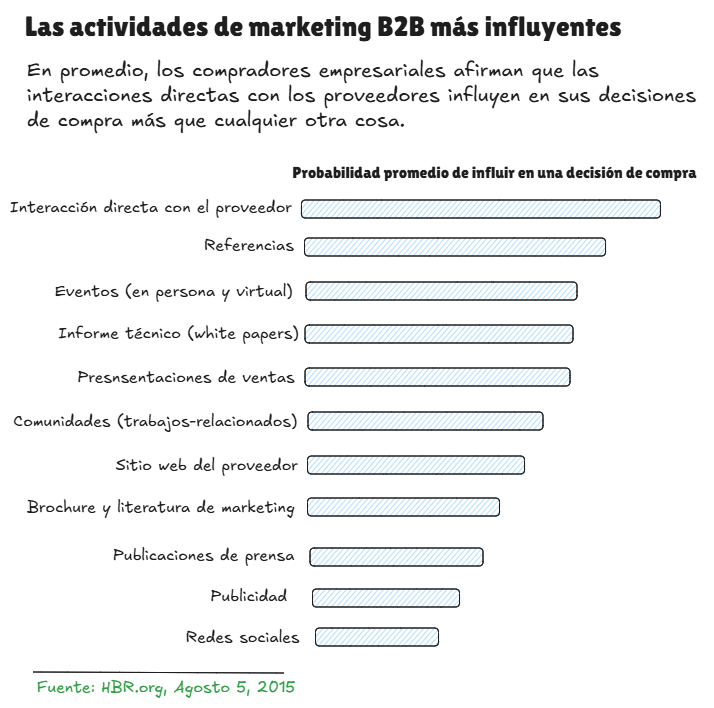 Las actividades de marketing B2B más influyentes
En promedio, los compradores empresariales afirman que las
interacciones directas con los proveedores influyen en sus decisiones
de compra más que cualquier otra cosa.
Probabilidad promedio de influir en una decisión de compra
Interacción directa con el proveedor
Referencias
Eventos (en persona y virtual)
Informe técnico (white papers)
Presnsentaciones de ventas
Comunidades (trabajos-relacionados)
Sitio web del proveedor
Brochure y literatura de marketing
Publicaciones de prensa
Publicidad
Redes sociales
Fuente: HBR.org, Agosto 5, 2015